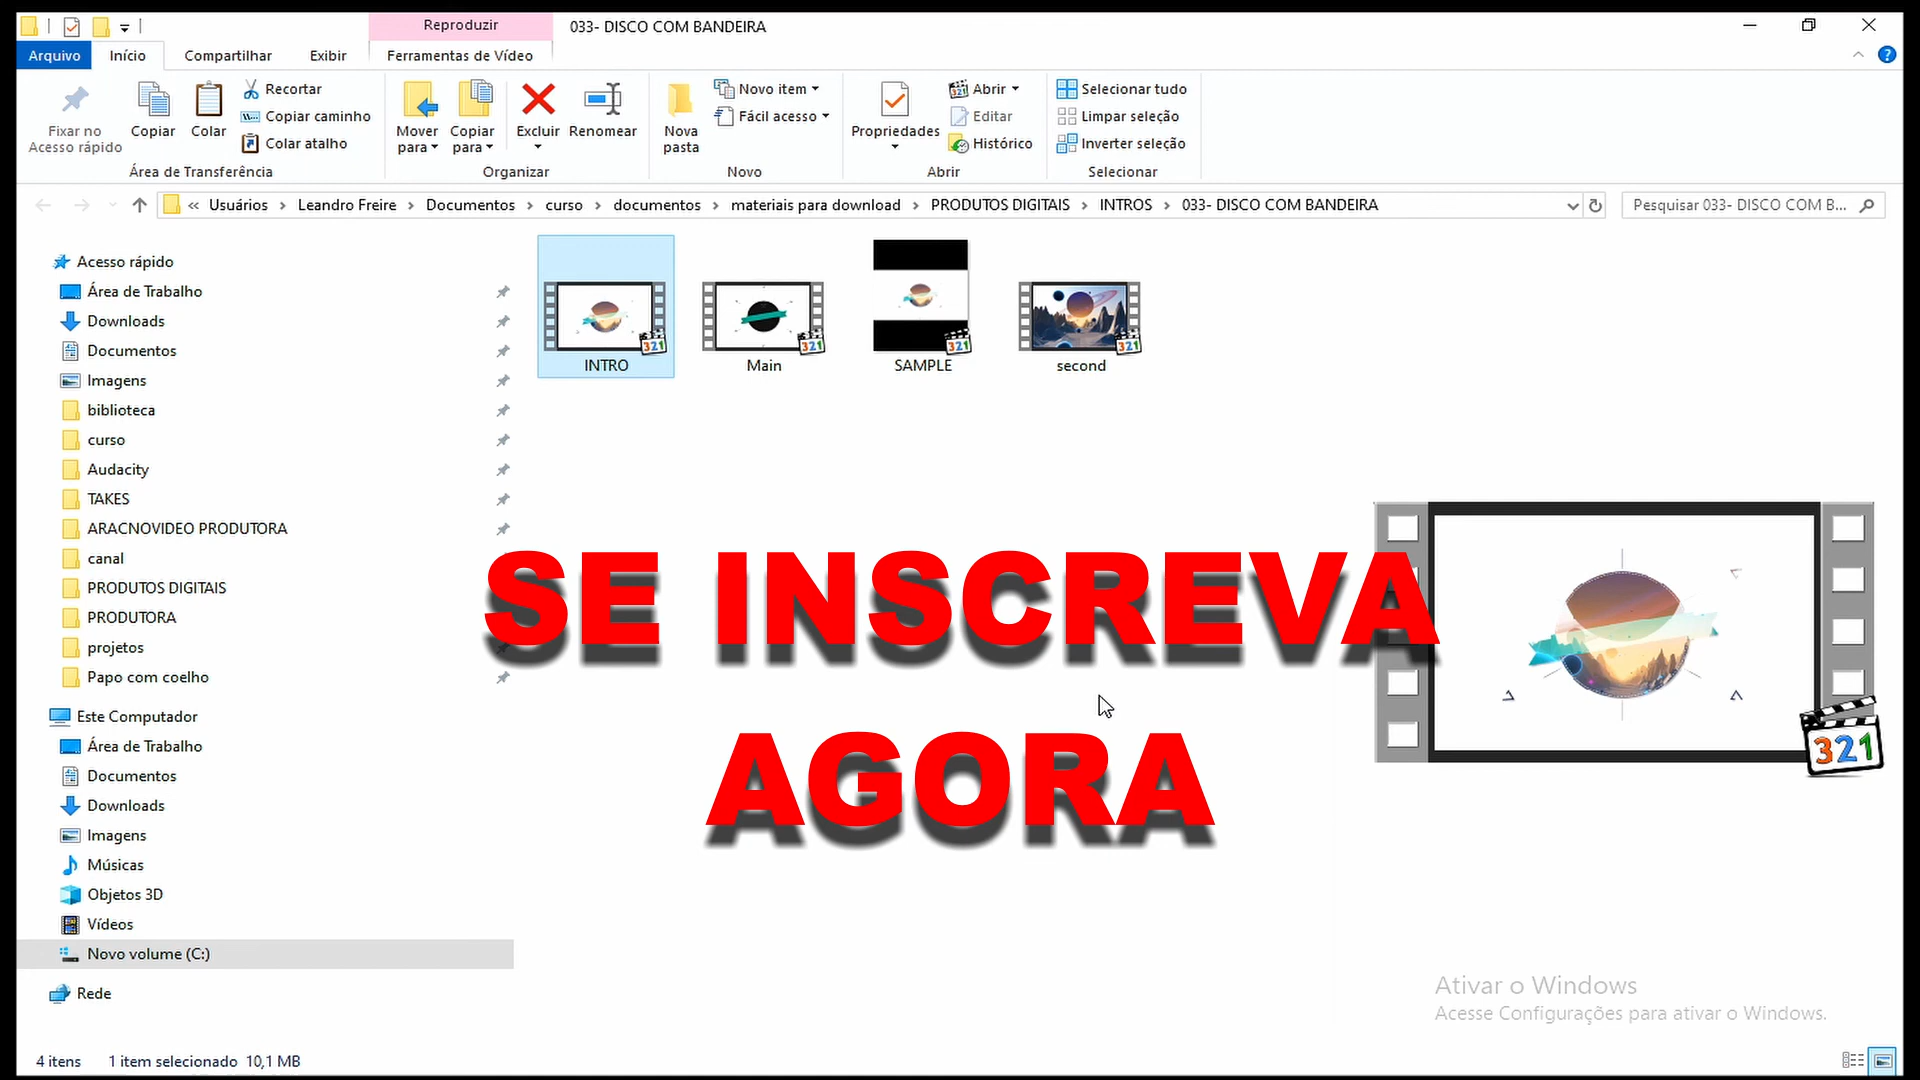 Reproduzir
033- DISCO COM BANDEIRA
Arquivo
Início
Compartilhar
Exibir
Ferramentas de Vídeo
Fixar no
Acesso rápido
Copiar
Colar
Recortar
Copiar caminho
Colar atalho
Área de Transferência
Mover
para
Copiar
para
Excluir
Renomear
Organizar
Nova
pasta
Novo item
Fácil acesso
Novo
Propriedades
Abrir
Editar
Histórico
Abrir
Selecionar tudo
Limpar seleção
Inverter seleção
Selecionar
« Usuários › Leandro Freire › Documentos › curso › documentos › materiais para download › PRODUTOS DIGITAIS › INTROS › 033- DISCO COM BANDEIRA
Pesquisar 033- DISCO COM B...
Acesso rápido
Área de Trabalho
Downloads
Documentos
Imagens
biblioteca
curso
Audacity
TAKES
ARACNOVIDEO PRODUTORA
canal
PRODUTOS DIGITAIS
PRODUTORA
projetos
Papo com coelho
Este Computador
Área de Trabalho
Documentos
Downloads
Imagens
Músicas
Objetos 3D
Vídeos
Novo volume (C:)
Rede
321
INTRO
321
Main
321
SAMPLE
321
second
SE INSCREVA
AGORA
321
Ativar o Windows
Acesse Configurações para ativar o Windows.
4 itens
1 item selecionado 10,1 MB